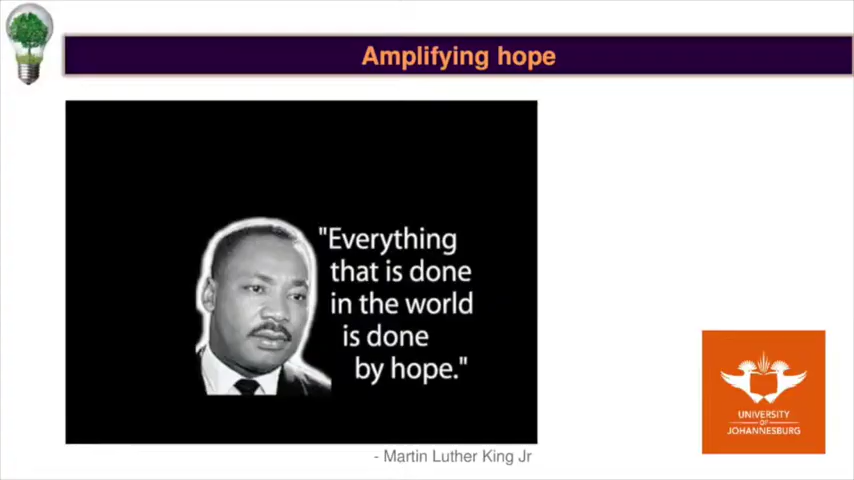 Amplifying hope
"Everything
that is done
in the world
is done
by hope."
- Martin Luther King Jr
UNIVERSITY
OF
JOHANNESBURG